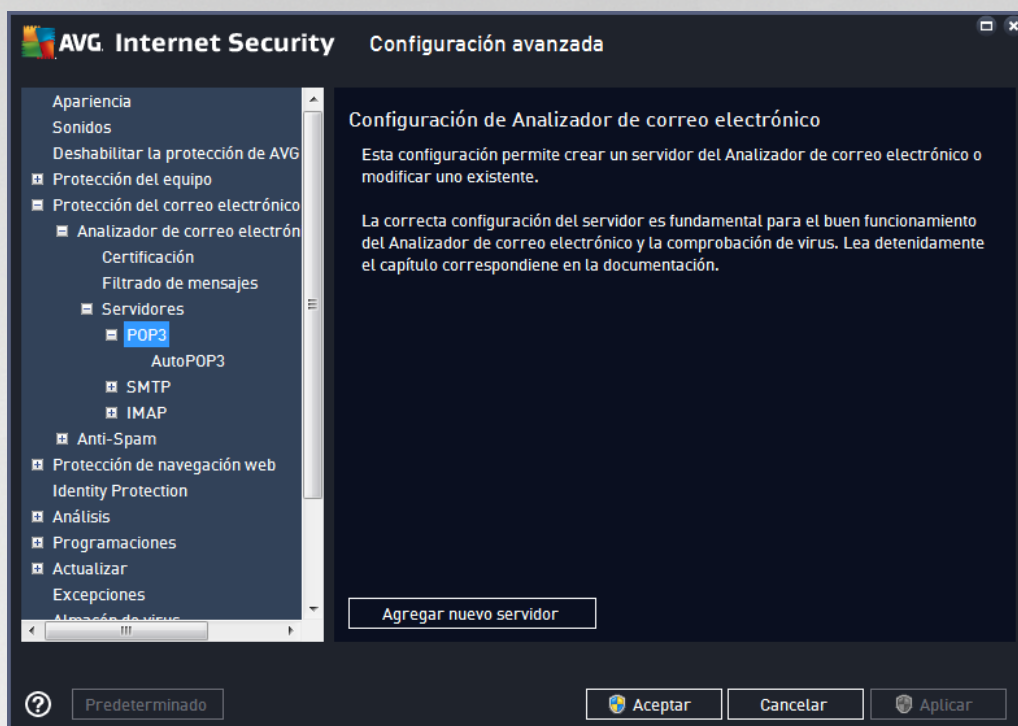 AVG. Internet Security Configuración avanzada
Apariencia
Sonidos
Deshabilitar la protección de AVG
Protección del equipo
Protección del correo electrónico
Analizador de correo electrón
Certificación
Filtrado de mensajes
Servidores
POP3
AutoPOP3
SMTP
IMAP
Anti-Spam
Protección de navegación web
Identity Protection
Análisis
Programaciones
Actualizar
Excepciones
Almacén de virus
Configuración de Analizador de correo electrónico
Esta configuración permite crear un servidor del Analizador de correo electrónico o
modificar uno existente.
La correcta configuración del servidor es fundamental para el buen funcionamiento
del Analizador de correo electrónico y la comprobación de virus. Lea detenidamente
el capítulo correspondiene en la documentación.
Agregar nuevo servidor
Predeterminado
Aceptar
Cancelar
Aplicar